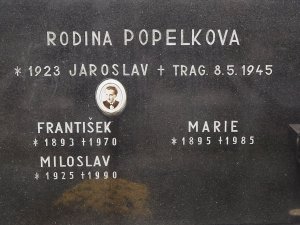 RODINA POPELKOVA
* 1923 JAROSLAV † TRAG. 8.5.1945
FRANTIŠEK
* 1893 † 1970
MARIE
* 1895 † 1985
MILOSLAV
* 1925 † 1990